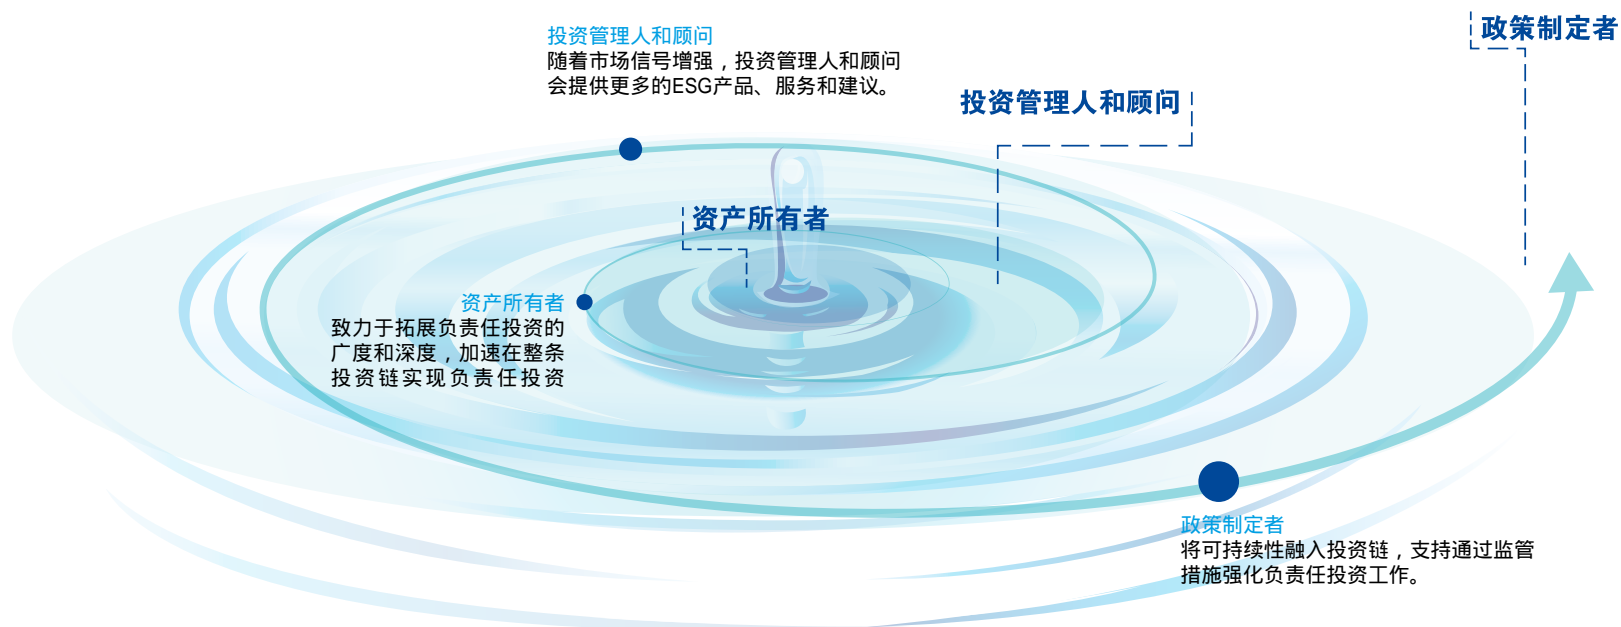 政策制定者
投资管理人和顾问
随着市场信号增强，投资管理人和顾问
会提供更多的ESG产品、服务和建议。
投资管理人和顾问
资产所有者
资产所有者
致力于拓展负责任投资的
广度和深度，加速在整条
投资链实现负责任投资
政策制定者
将可持续性融入投资链，支持通过监管
措施强化负责任投资工作。